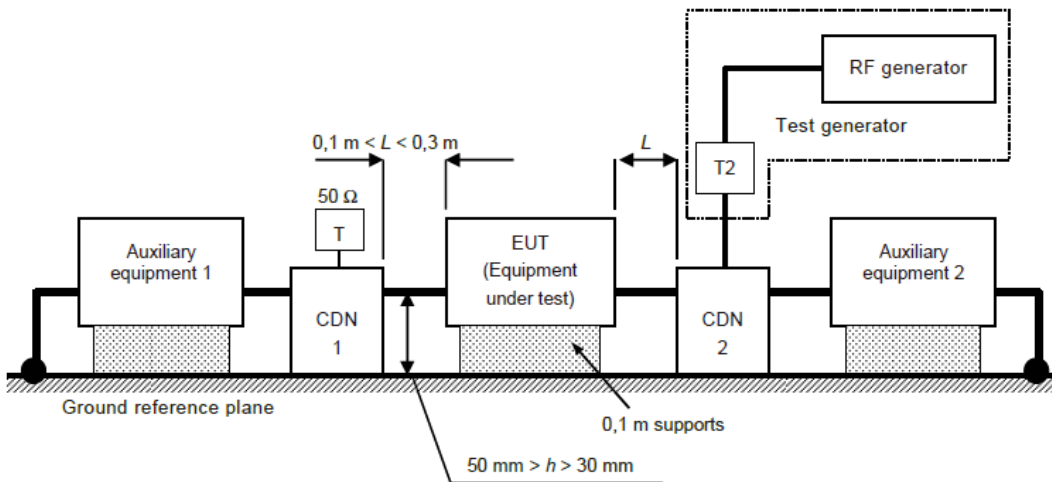 RF generator
Test generator
0,1 m < L < 0,3 m
L
T2
50 Ω
T
Auxiliary
equipment 1
EUT
(Equipment
under test)
Auxiliary
equipment 2
CDN
1
CDN
2
Ground reference plane
0,1 m supports
50 mm > h > 30 mm